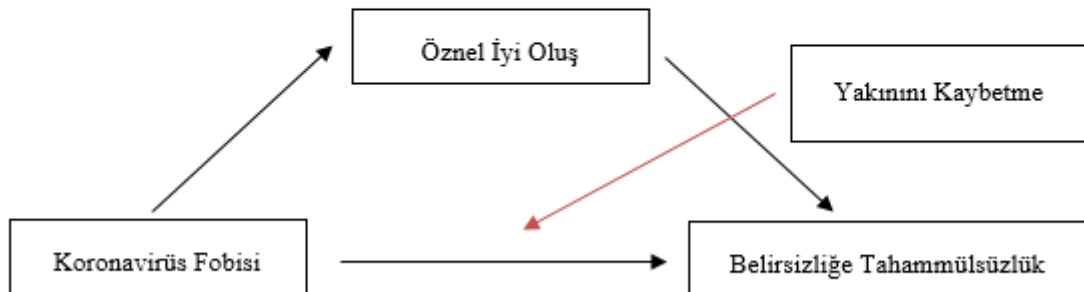 Öznel İyi Oluş
Yakınını Kaybetme
Koronavirüs Fobisi
Belirsizliğe Tahammülsüzlük